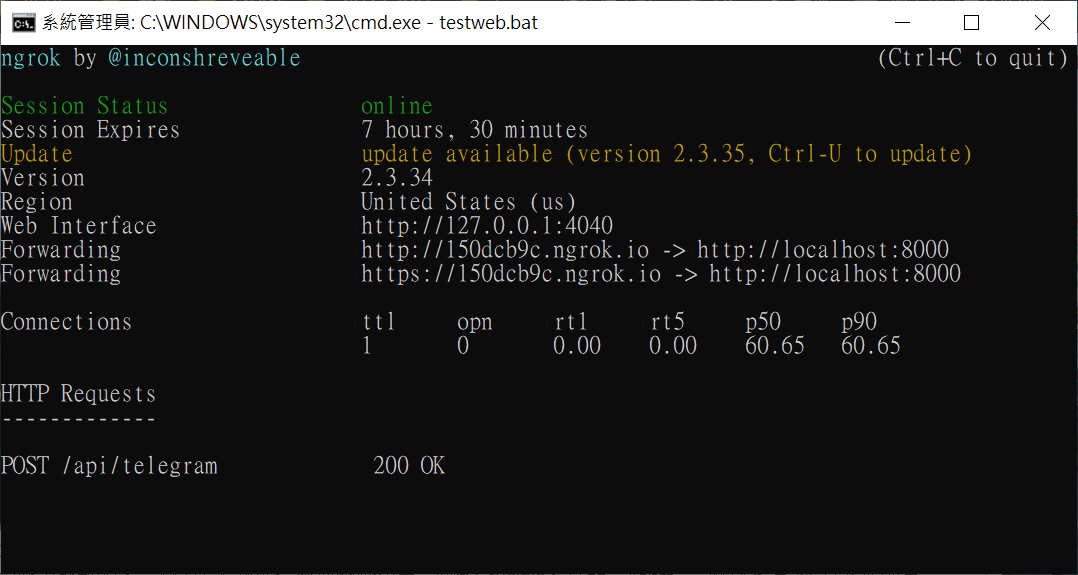 系統管理員: C:\WINDOWS\system32\cmd.exe - testweb.bat
ngrok by @inconshreveable (Ctrl+C to quit)
Session Status online
Session Expires 7 hours, 30 minutes
Update update available (version 2.3.35, Ctrl-U to update)
Version 2.3.34
Region United States (us)
Web Interface http://127.0.0.1:4040
Forwarding http://150dcb9c.ngrok.io -> http://localhost:8000
Forwarding https://150dcb9c.ngrok.io -> http://localhost:8000
Connections ttl opn rt1 rt5 p50 p90
1 0 0.00 0.00 60.65 60.65
HTTP Requests
-------------
POST /api/telegram 200 OK